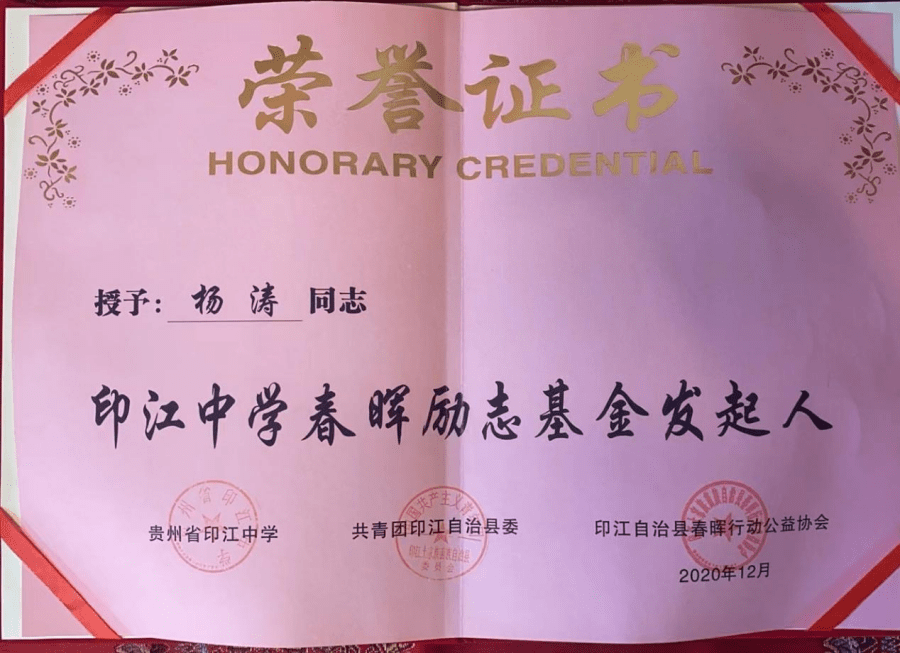 荣誉证书
HONORARY CREDENTIAL
授予：杨涛同志
印江中学春晖励志基金发起人
贵州省印江中学 共青团印江自治县委 印江自治县春晖行动公益协会
2020年12月